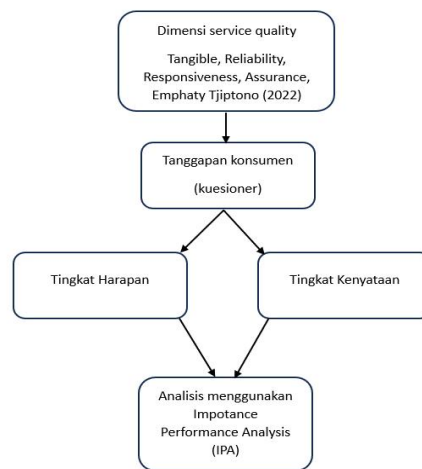 Dimensi service quality
Tangible, Reliability,
Responsiveness, Assurance,
Emphaty Tjiptono (2022)
Tanggapan konsumen
(kuesioner)
Tingkat Harapan
Tingkat Kenyataan
Analisis menggunakan
Impotance
Performance Analysis
(IPA)